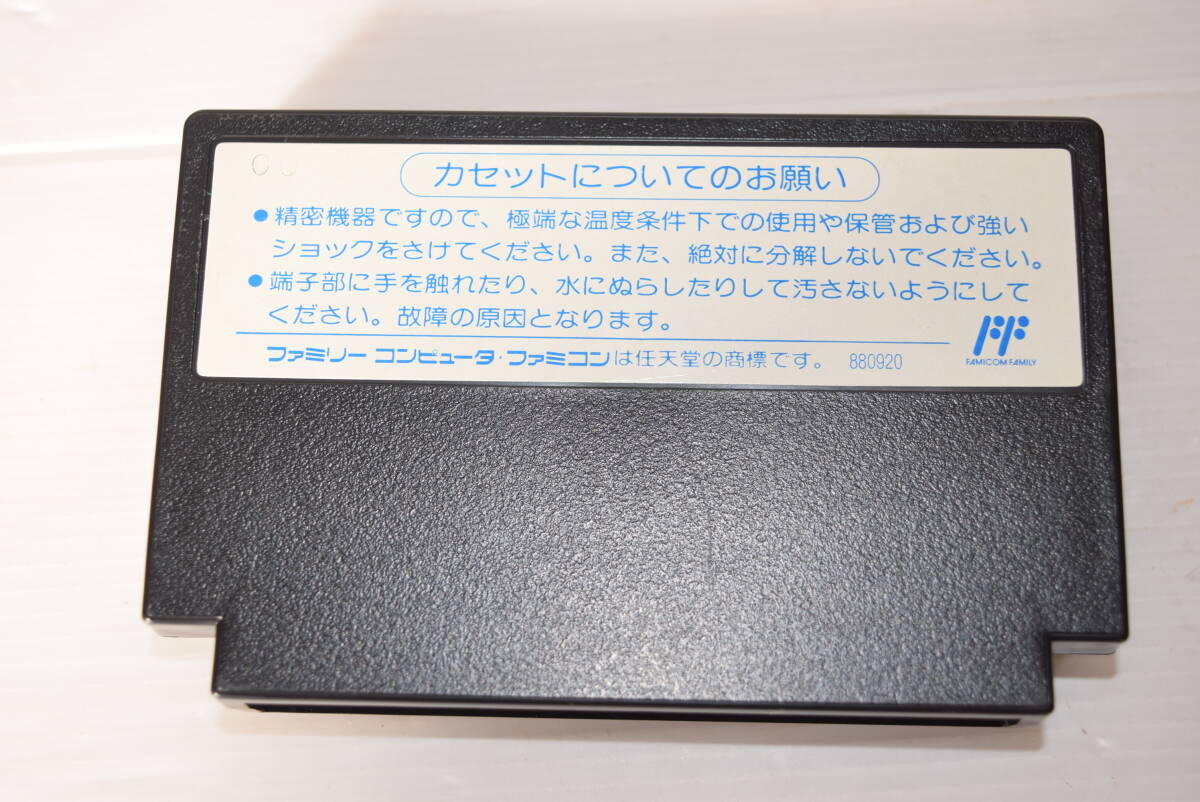 カセットについてのお願い
●精密機器ですので、極端な温度条件下での使用や保管および強い
ショックをさけてください。また、絶対に分解しないでください。
●端子部に手を触れたり、水にぬらしたりして汚さないようにして
ください。故障の原因となります。
ファミリー コンピュータ・ファミコンは任天堂の商標です。 880920
FAMICOM FAMILY